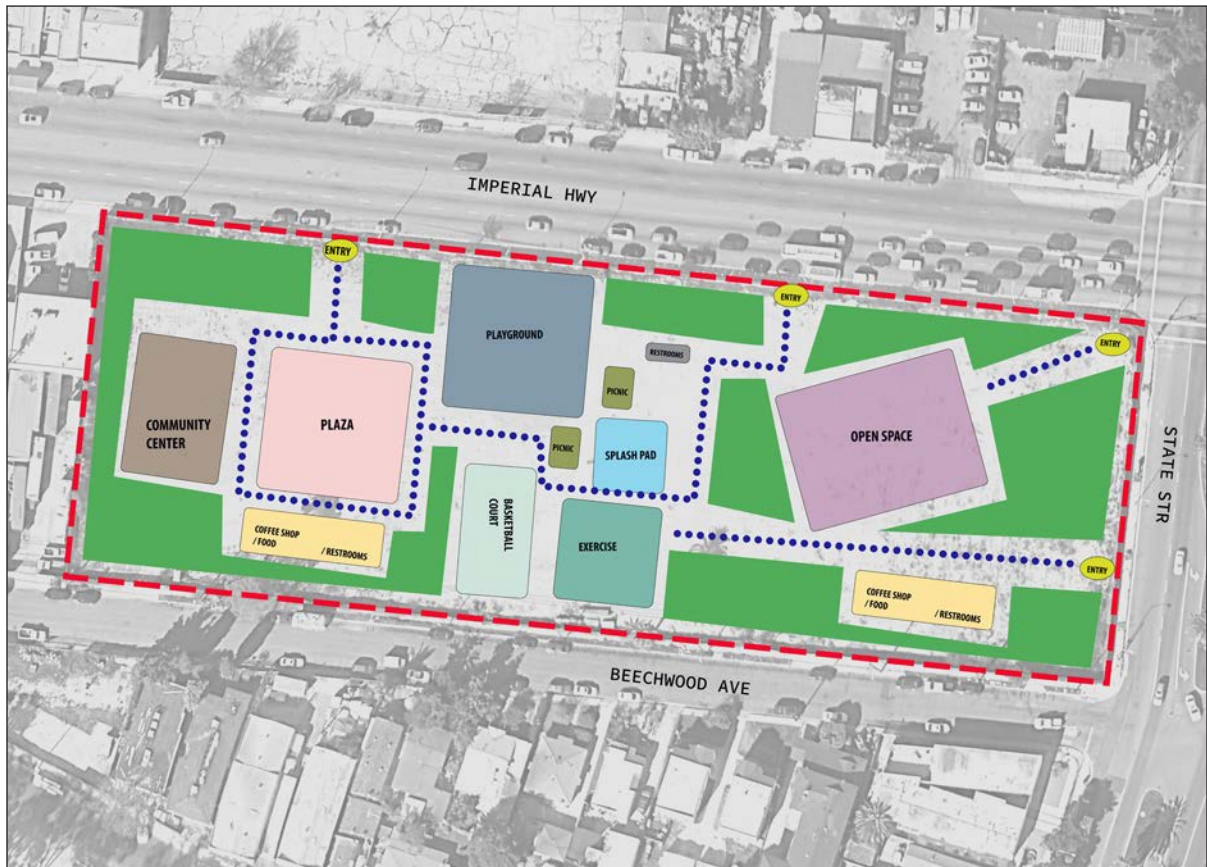 IMPERIAL HWY
ENTRY
ENTRY
PLAYGROUND
ENTRY
RESTROOMS
PICNIC
COMMUNITY
CENTER
PLAZA
PICNIC
SPLASH PAD
OPEN SPACE
STATE STR
BASKETBALL
COURT
COFFEE SHOP
/ FOOD / RESTROOMS
EXERCISE
ENTRY
COFFEE SHOP
/ FOOD / RESTROOMS
BEECHWOOD AVE